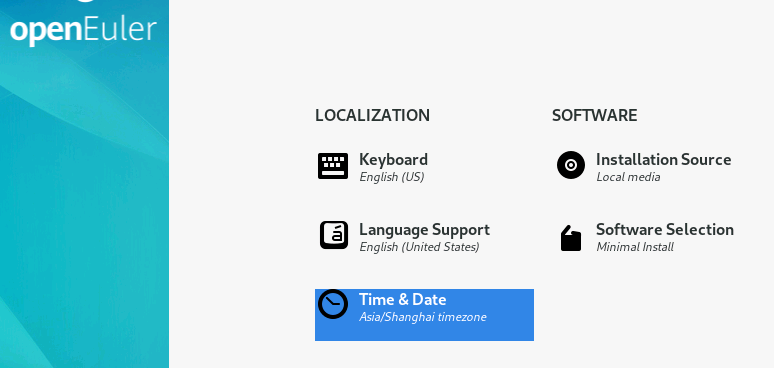 openEuler
LOCALIZATION
Keyboard
English (US)
Language Support
English (United States)
Time & Date
Asia/Shanghai timezone
SOFTWARE
Installation Source
Local media
Software Selection
Minimal Install